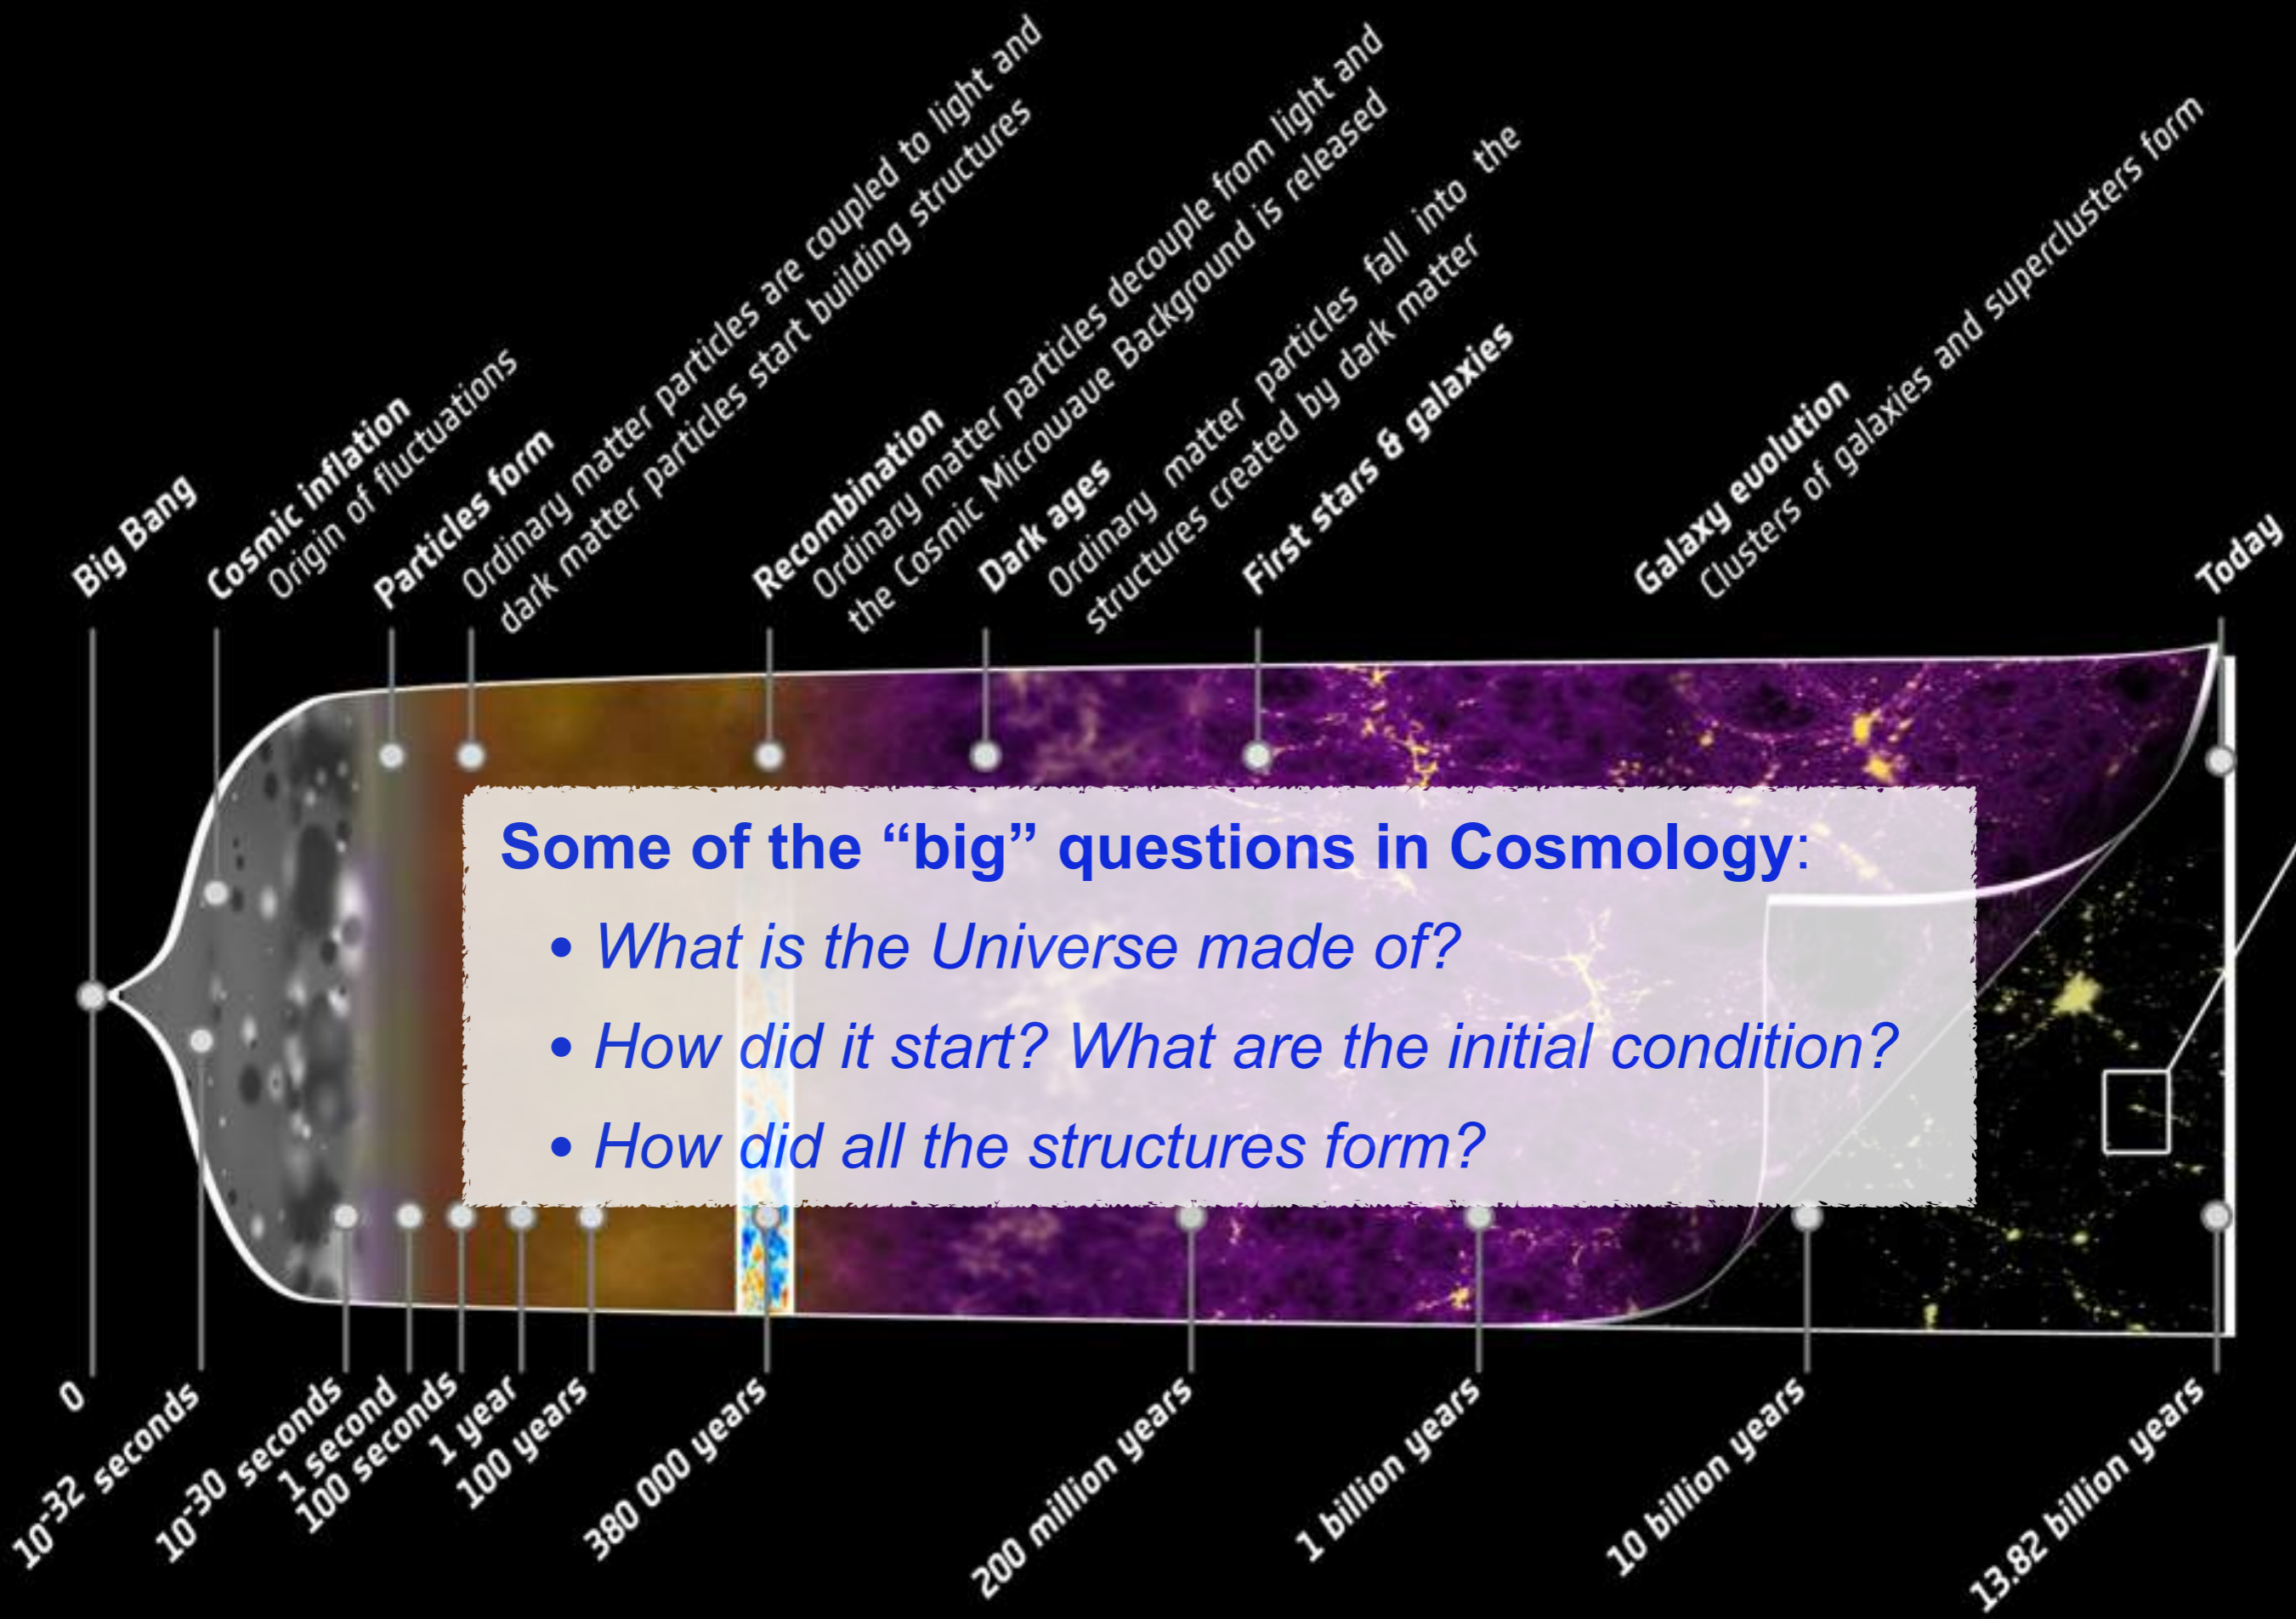 Big Bang
Cosmic inflation
Origin of fluctuations
Particles form
Ordinary matter particles are coupled to light and
dark matter particles start building structures
Recombination
Ordinary matter particles decouple from light and
the Cosmic Microwave Background is released
Dark ages
Ordinary matter particles fall into the
structures created by dark matter
First stars & galaxies
Galaxy evolution
Clusters of galaxies and superclusters form
Today
Some of the “big” questions in Cosmology:
• What is the Universe made of?
• How did it start? What are the initial condition?
• How did all the structures form?
0
10⁻³² seconds
10⁻³⁰ seconds
1 second
100 seconds
1 year
100 years
380 000 years
200 million years
1 billion years
10 billion years
13.82 billion years